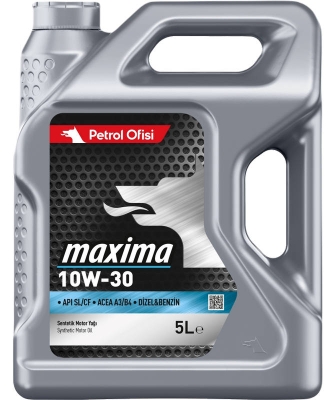 Petrol Ofisi
maxima
10W-30
• API SL/CF • ACEA A3/B4 • DİZEL&BENZİN
Sentetik Motor Yağı
Synthetic Motor Oil
5L e